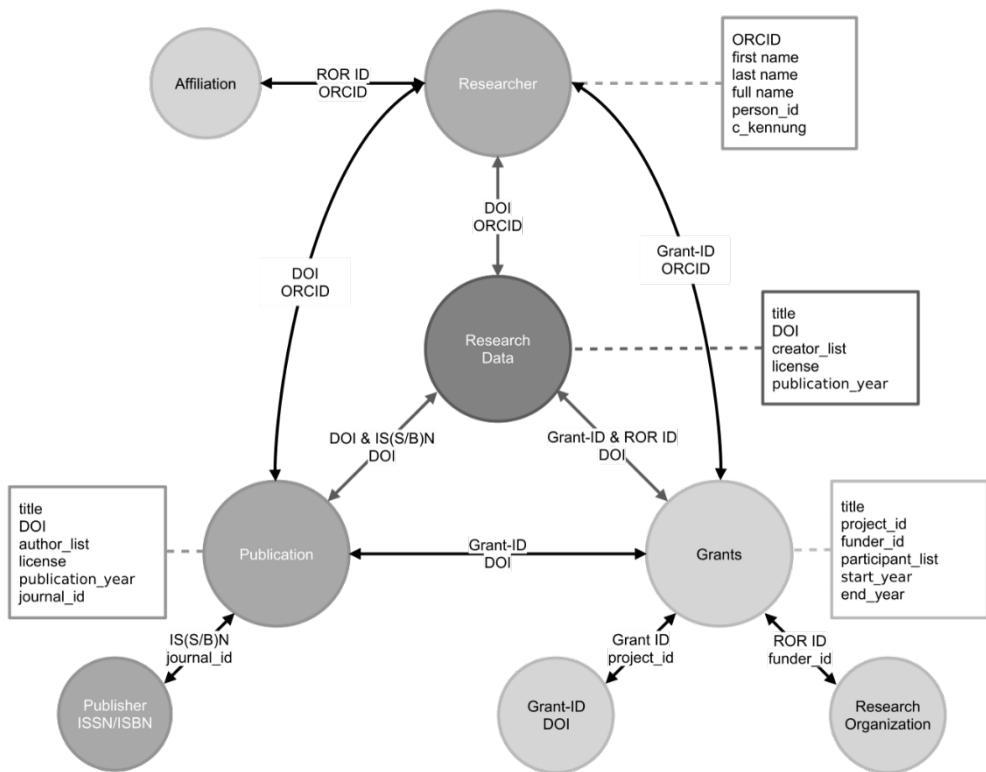 Affiliation
ROR ID
ORCID
Researcher
ORCID
first name
last name
full name
person_id
c_kennung
DOI
ORCID
DOI
ORCID
Grant-ID
ORCID
Research
Data
title
DOI
creator_list
license
publication_year
DOI & IS(S/B)N
DOI
Grant-ID & ROR ID
DOI
title
DOI
author_list
license
publication_year
journal_id
Publication
Grant-ID
DOI
Grants
title
project_id
funder_id
participant_list
start_year
end_year
IS(S/B)N
journal_id
Grant ID
project_id
ROR ID
funder_id
Publisher
ISSN/ISBN
Grant-ID
DOI
Research
Organization